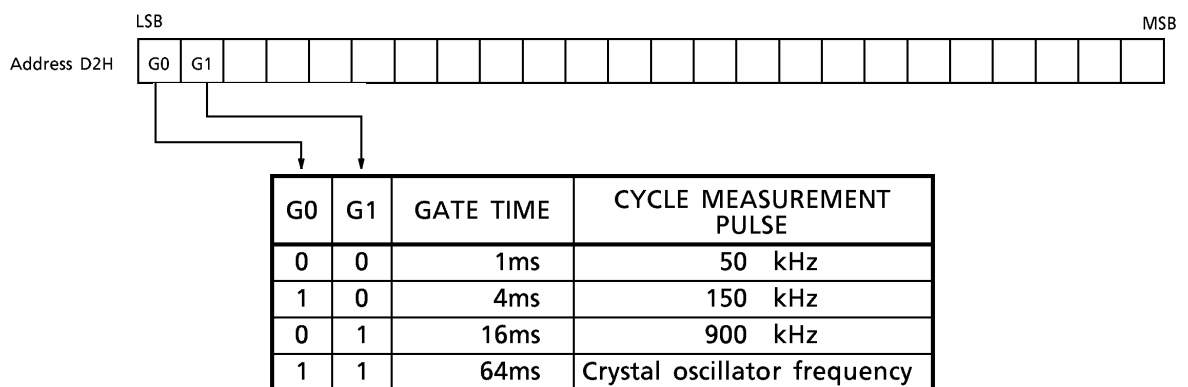 LSB MSB
Address D2H G0 G1
G0 G1 GATE TIME CYCLE MEASUREMENT PULSE
0 0 1ms 50 kHz
1 0 4ms 150 kHz
0 1 16ms 900 kHz
1 1 64ms Crystal oscillator frequency